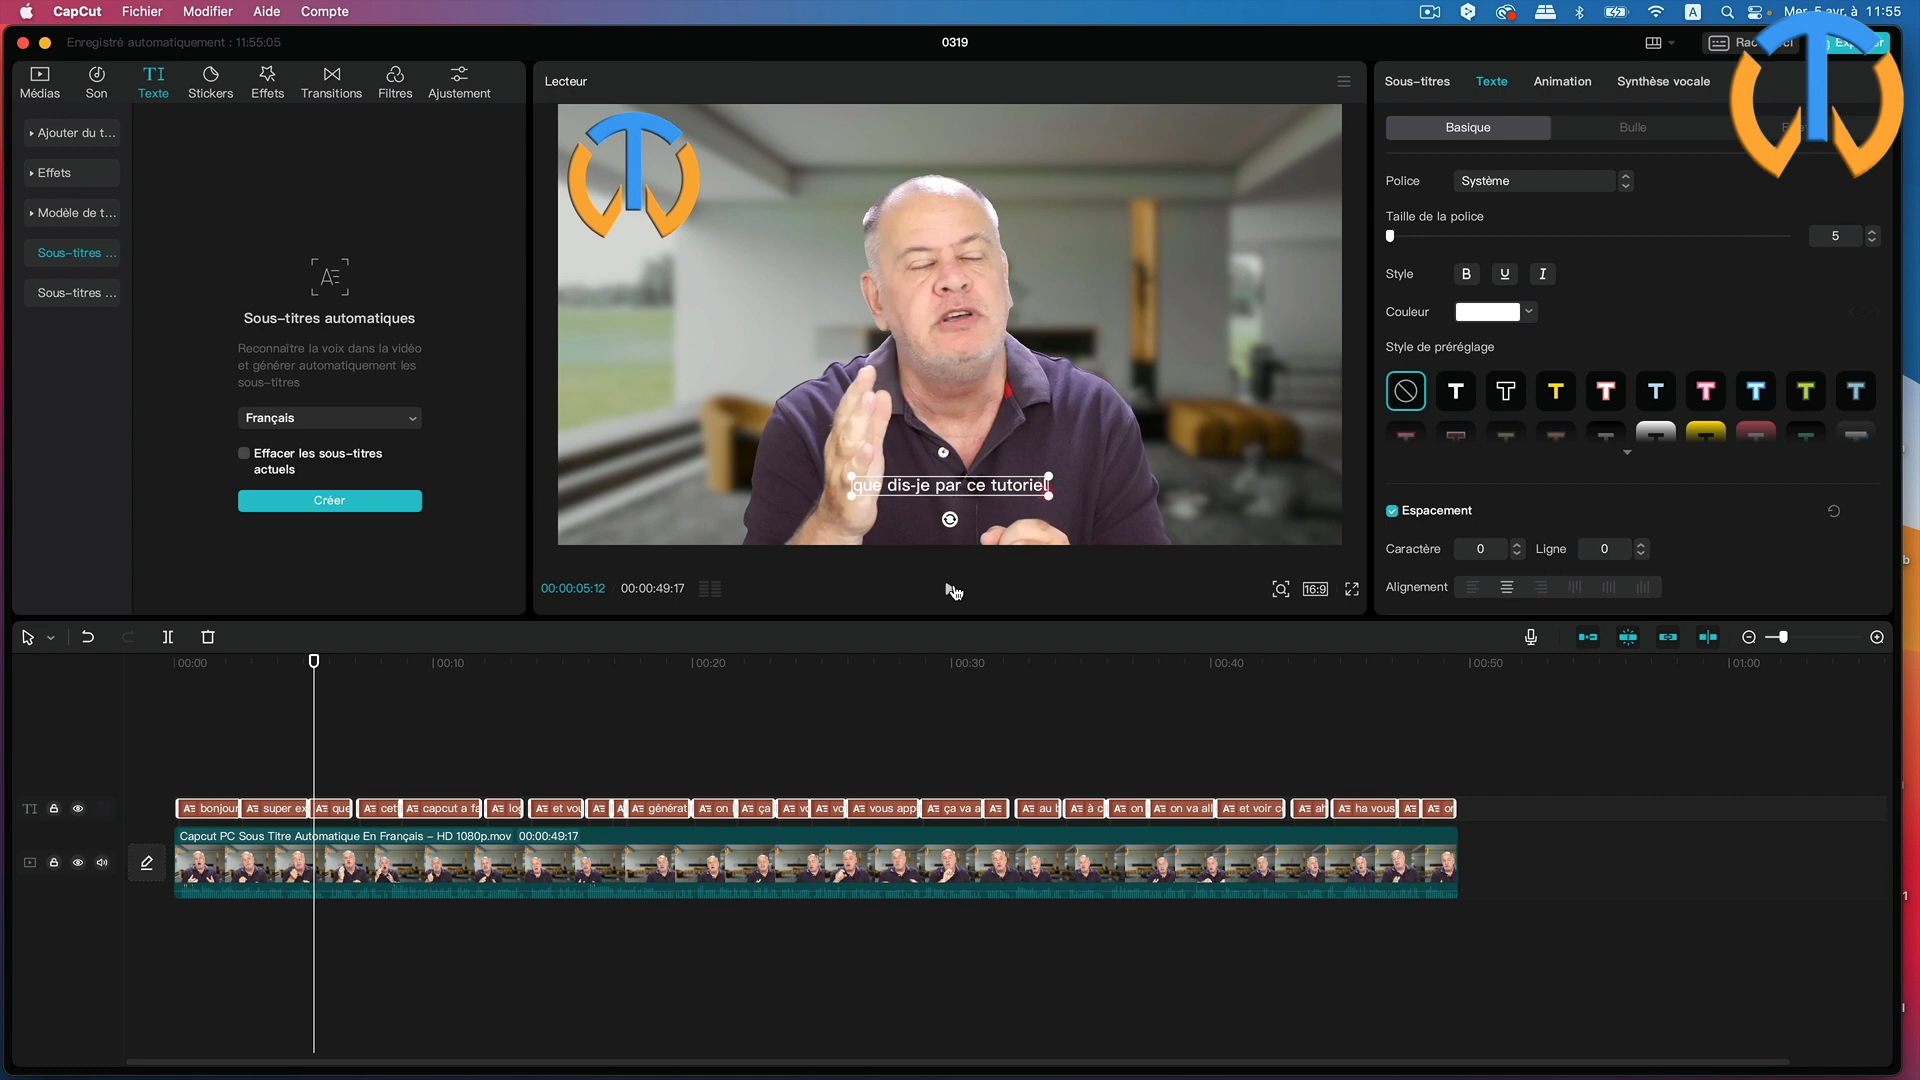 CapCut Fichier Modifier Aide Compte
A Mer. 5 avr. à 11:55
Enregistré automatiquement : 11:55:05
0319
Médias Son Texte Stickers Effets Transitions Filtres Ajustement
Ajouter du t...
Effets
Modèle de t...
Sous-titres ...
Sous-titres ...
Sous-titres automatiques
Reconnaître la voix dans la vidéo
et générer automatiquement les
sous-titres
Français
Effacer les sous-titres
actuels
Créer
Lecteur
que dis-je par ce tutoriel
00:00:05:12 00:00:49:17
16:9
Sous-titres Texte Animation Synthèse vocale
Basique Bulle
Police Système
Taille de la police
5
Style B U I
Couleur
Style de préréglage
T T T T T T T T T
Espacement
Caractère 0 Ligne 0
Alignement
00:00 00:10 00:20 00:30 00:40 00:50 01:00
bonjour super ex que cet capcut a fa et vou générat on ça vous app ça va a au b à c on on va all et voir c ha vous
Capcut PC Sous Titre Automatique En Français – HD 1080p.mov 00:00:49:17